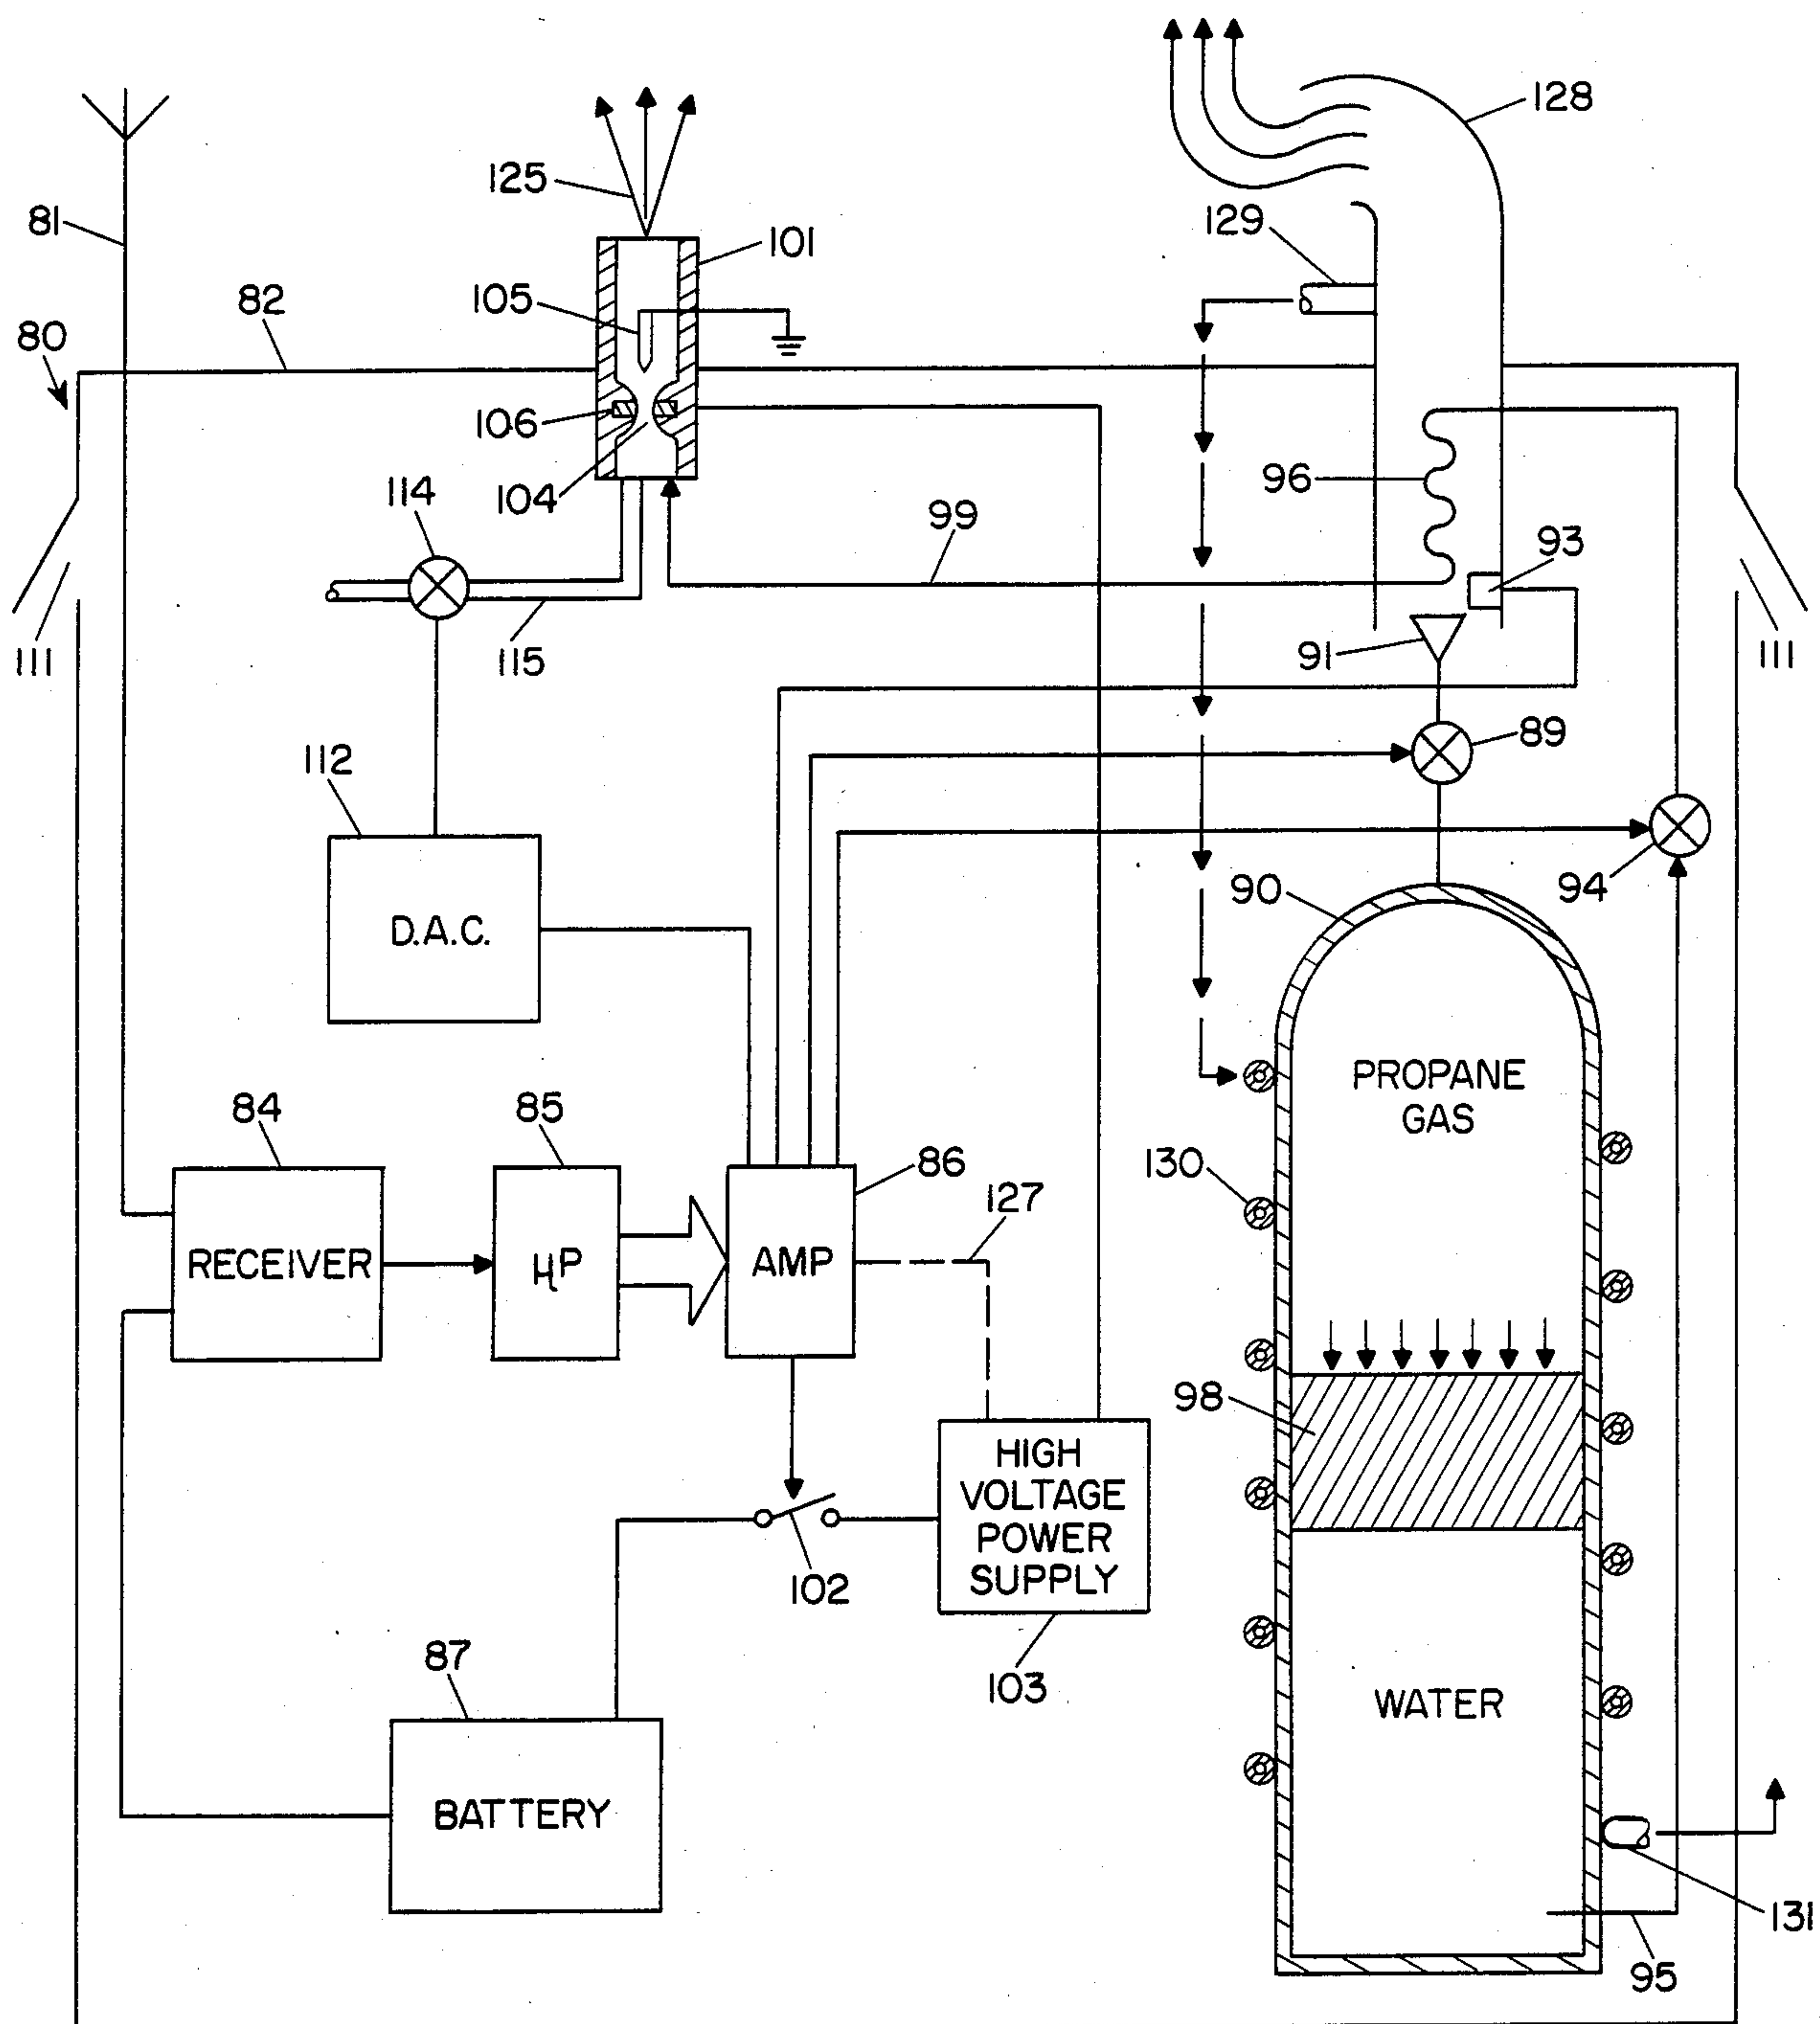 128
125
81
129
101
105
82
80
106
96
104
114
99
93
111
115
91
111
89
112
94
90
D.A.C.
PROPANE
GAS
84
85
86
130
127
RECEIVER
μP
AMP
98
HIGH
VOLTAGE
POWER
SUPPLY
102
87
103
WATER
BATTERY
131
95